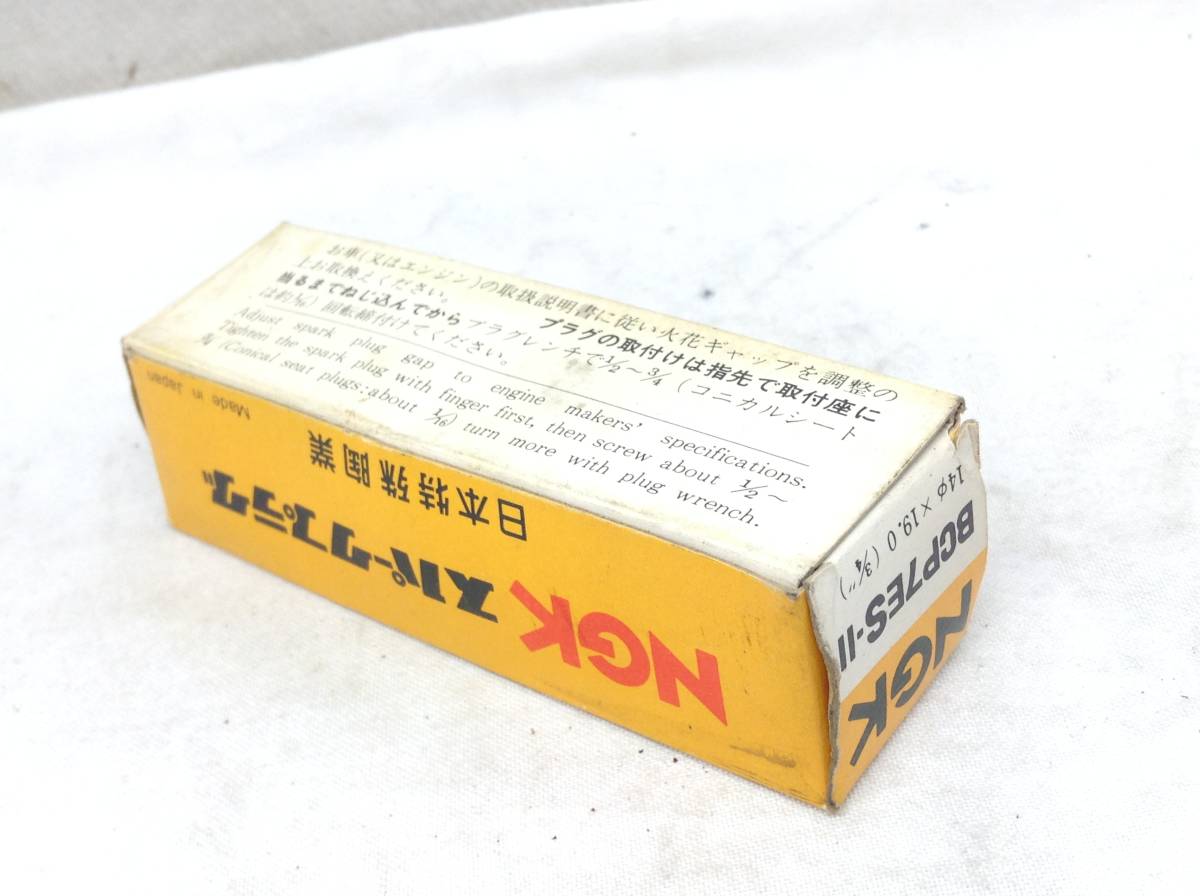 お車(又はエンジン)の取扱説明書に従い火花ギャップを調整の
上お取換えください。 プラグの取付けは指先で取付座に
当るまでねじ込んでからプラグレンチで1/2~3/4 (コニカルシート
は約1/16) 回転締付けてください。
Adjust spark plug gap to engine makers' specifications.
Tighten the spark plug with finger first, then screw about 1/2~
3/4 (Conical seat plugs:about 1/16) turn more with plug wrench.
NGK スパークプラグ
日本特殊陶業
Made in Japan
NGK
BCP7ES-11
14φ × 19.0 (3/4")